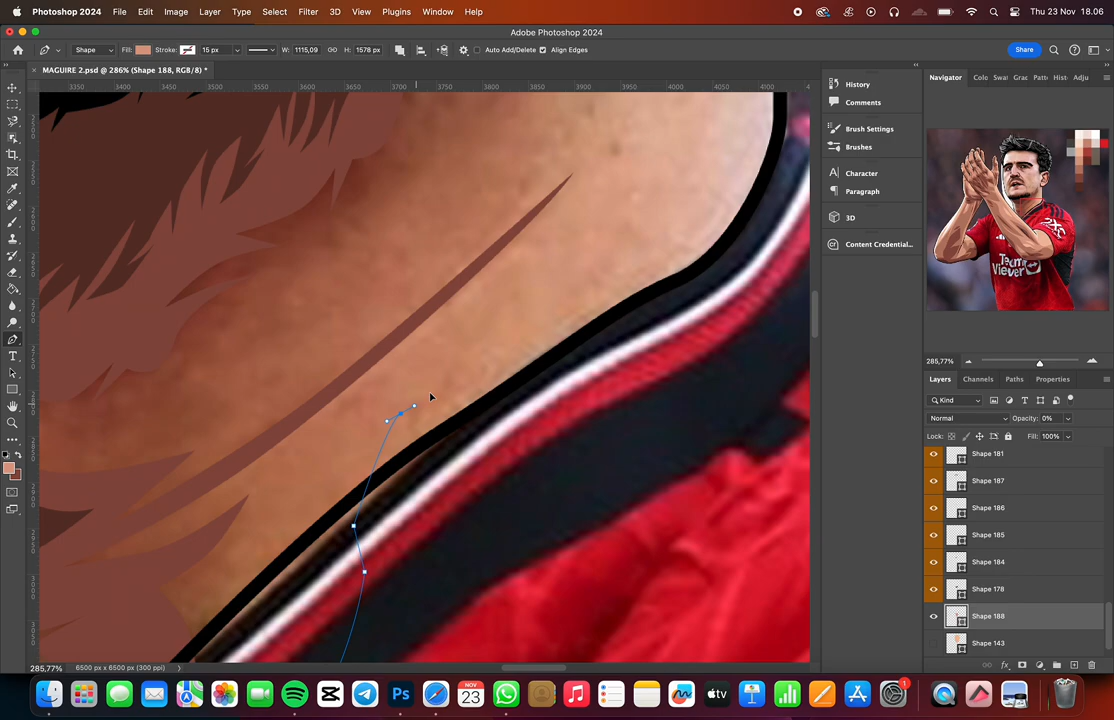 Photoshop 2024 File Edit Image Layer Type Select Filter 3D View Plugins Window Help Thu 23 Nov 18.06
Adobe Photoshop 2024
Shape Fill: Stroke: 15 px W: 1115,09 H: 1578 px Auto Add/Delete Align Edges Share
MAGUIRE 2.psd @ 286% (Shape 188, RGB/8) *
3350 3400 3450 3500 3550 3600 3650 3700 3750 3800 3850 3900 3950 4000
History
Comments
Brush Settings
Brushes
Character
Paragraph
3D
Content Credential...
Navigator Colo Swa Grac Patt Hist Adju
Team
Viewer
285,77%
Layers Channels Paths Properties
Kind
Normal Opacity: 0%
Lock: Fill: 100%
Shape 181
Shape 187
Shape 186
Shape 185
Shape 184
Shape 178
Shape 188
Shape 143
285,77% 6500 px x 6500 px (300 ppi)
NOV
23
Ps
tv
1